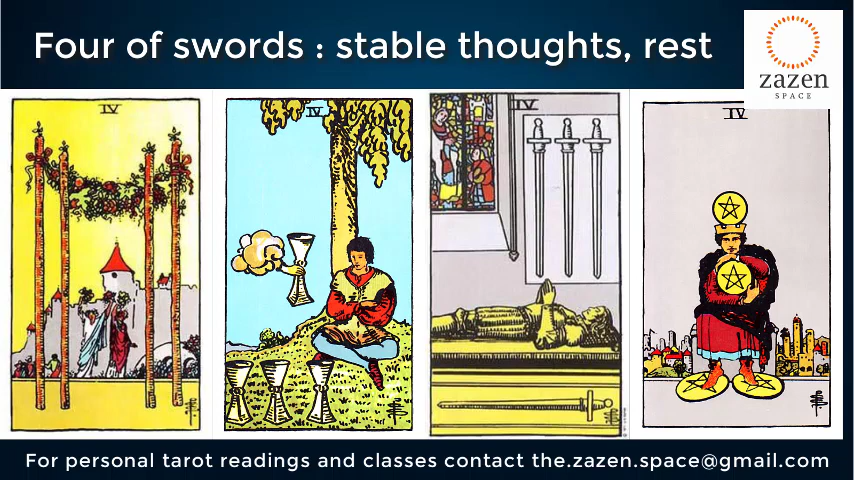 Four of swords : stable thoughts, rest
zazen
SPACE
IV
IV
IV
IV
For personal tarot readings and classes contact the.zazen.space@gmail.com